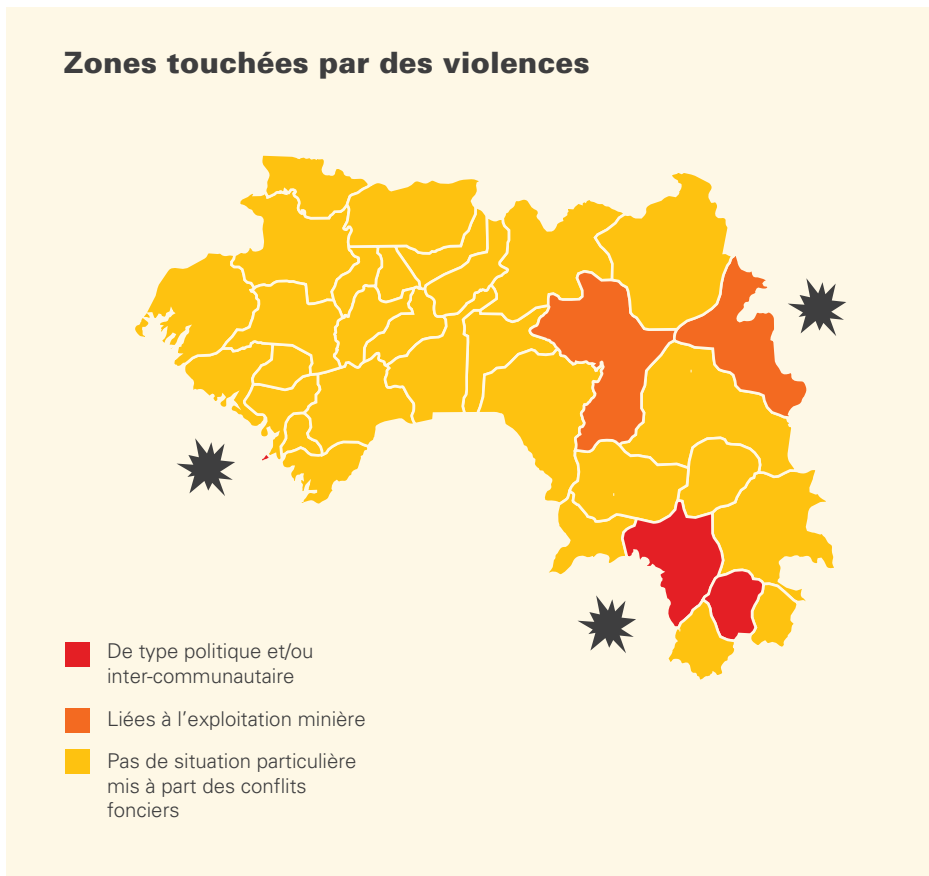 Zones touchées par des violences
De type politique et/ou
inter-communautaire
Liées à l'exploitation minière
Pas de situation particulière
mis à part des conflits
fonciers